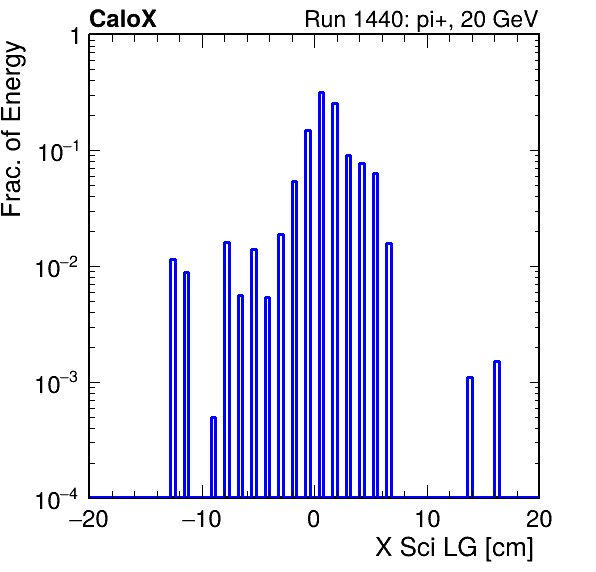 CaloX Run 1440: pi+, 20 GeV
Frac. of Energy
1
10⁻¹
10⁻²
10⁻³
10⁻⁴
−20 −10 0 10 20
X Sci LG [cm]